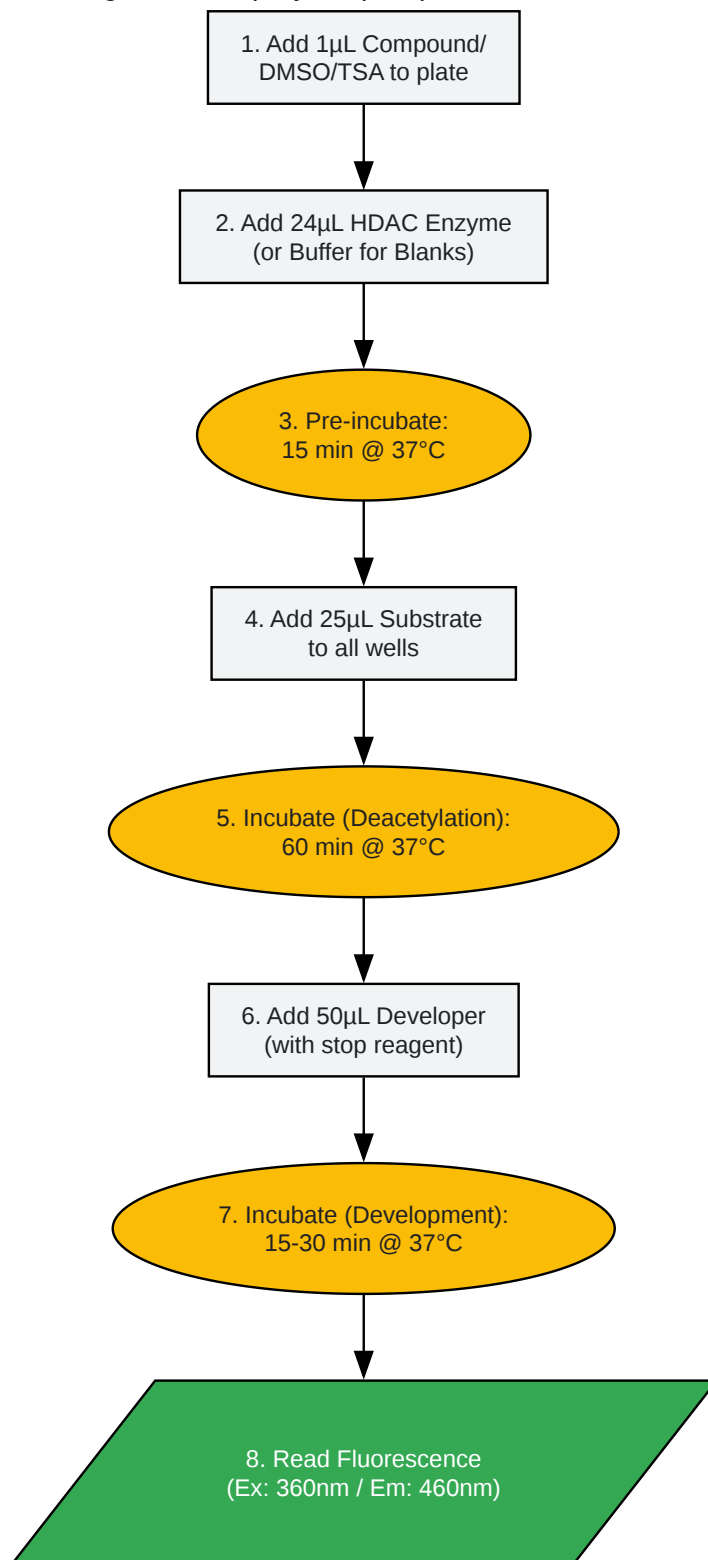 1. Add 1µL Compound/
DMSO/TSA to plate
2. Add 24µL HDAC Enzyme
(or Buffer for Blanks)
3. Pre-incubate:
15 min @ 37°C
4. Add 25µL Substrate
to all wells
5. Incubate (Deacetylation):
60 min @ 37°C
6. Add 50µL Developer
(with stop reagent)
7. Incubate (Development):
15-30 min @ 37°C
8. Read Fluorescence
(Ex: 360nm / Em: 460nm)